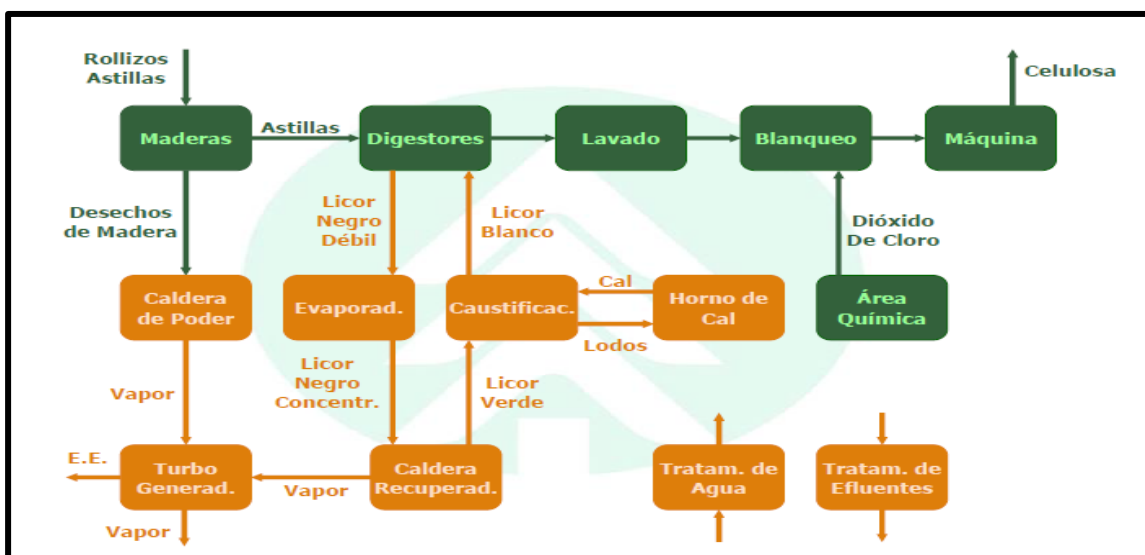 Rollizos
Astillas
Celulosa
Maderas
Astillas
Digestores
Lavado
Blanqueo
Máquina
Desechos
de Madera
Licor
Negro
Débil
Licor
Blanco
Dióxido
De Cloro
Caldera
de Poder
Evaporad.
Caustificac.
Cal
Lodos
Horno de
Cal
Área
Química
Vapor
Licor
Negro
Concentr.
Licor
Verde
E.E.
Turbo
Generad.
Vapor
Caldera
Recuperad.
Tratam. de
Agua
Tratam. de
Efluentes
Vapor